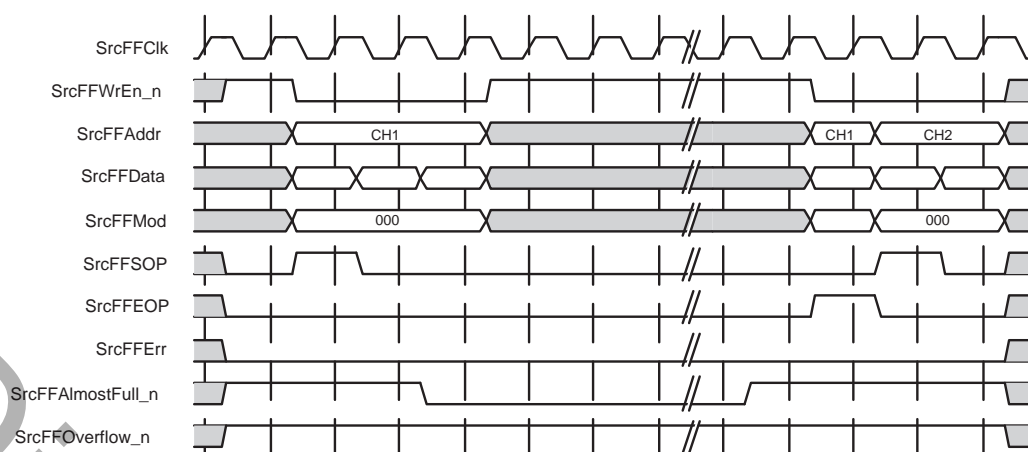 SrcFFClk
SrcFFWrEn_n
SrcFFAddr CH1 CH1 CH2
SrcFFData
SrcFFMod 000 000
SrcFFSOP
SrcFFEOP
SrcFFErr
SrcFFAlmostFull_n
SrcFFOverflow_n